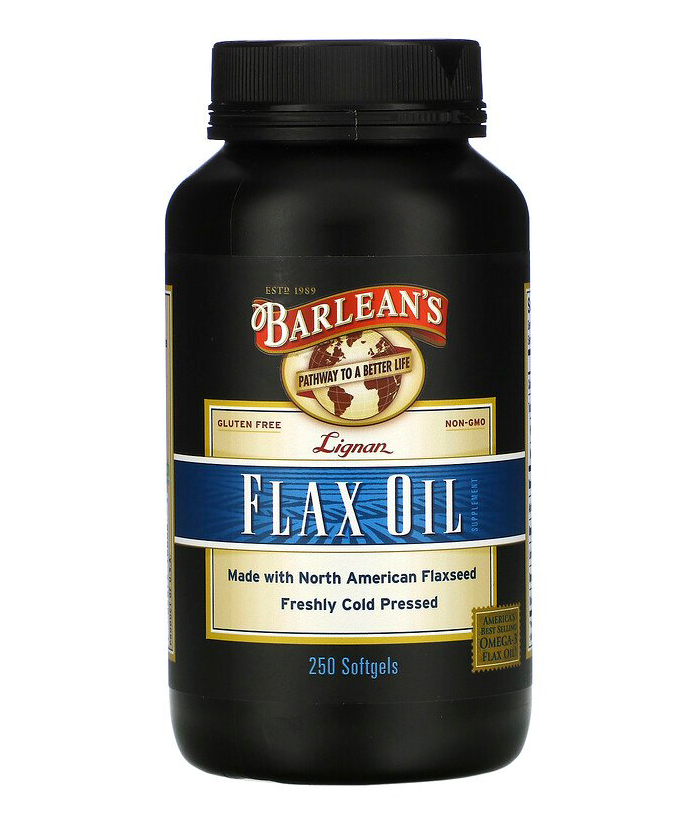 ESTD 1989
BARLEAN'S
PATHWAY TO A BETTER LIFE
GLUTEN FREE
NON-GMO
Lignan
FLAX OIL
SUPPLEMENT
Made with North American Flaxseed
Freshly Cold Pressed
AMERICA'S
BEST SELLING
OMEGA-3
FLAX OIL!
250 Softgels